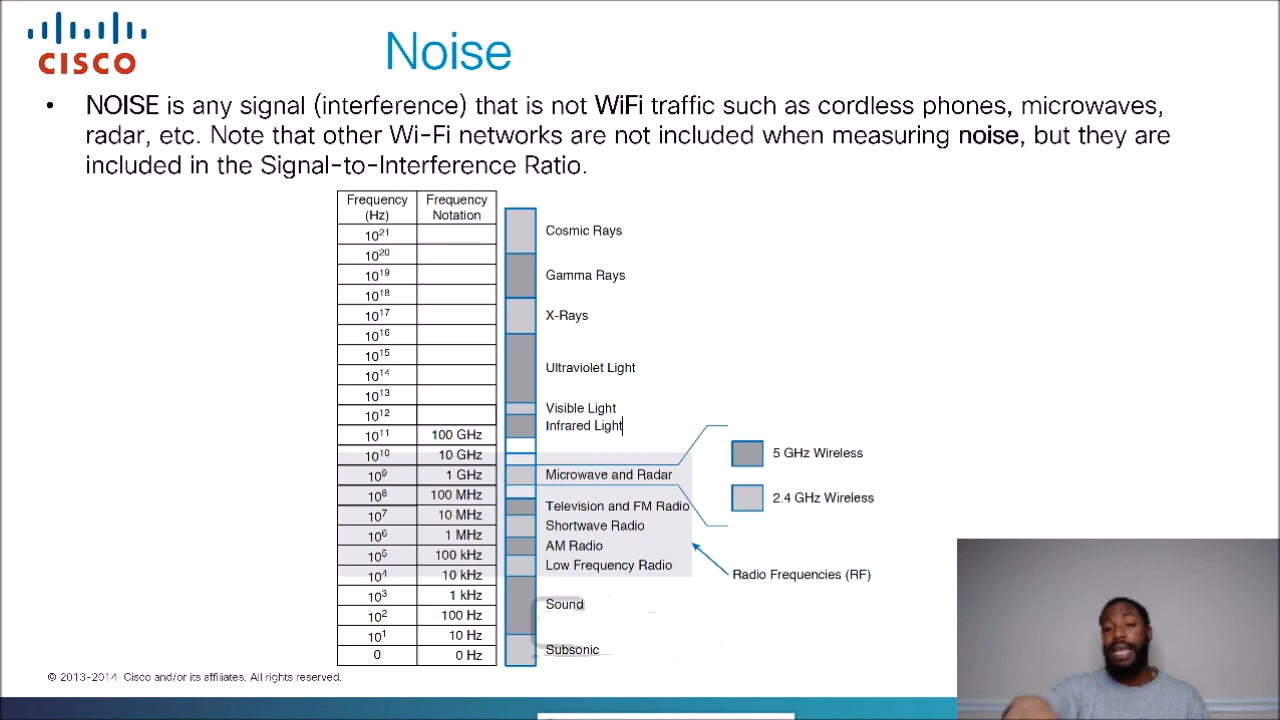 CISCO
Noise
• NOISE is any signal (interference) that is not WiFi traffic such as cordless phones, microwaves,
radar, etc. Note that other Wi-Fi networks are not included when measuring noise, but they are
included in the Signal-to-Interference Ratio.
Frequency (Hz) Frequency Notation
10²¹
Cosmic Rays
10²⁰
10¹⁹
Gamma Rays
10¹⁸
10¹⁷
X-Rays
10¹⁶
10¹⁵
Ultraviolet Light
10¹⁴
10¹³
Visible Light
10¹²
Infrared Light
10¹¹ 100 GHz
10¹⁰ 10 GHz
5 GHz Wireless
10⁹ 1 GHz
Microwave and Radar
10⁸ 100 MHz
2.4 GHz Wireless
Television and FM Radio
10⁷ 10 MHz
Shortwave Radio
10⁶ 1 MHz
AM Radio
10⁵ 100 kHz
Low Frequency Radio
10⁴ 10 kHz
Radio Frequencies (RF)
10³ 1 kHz
Sound
10² 100 Hz
10¹ 10 Hz
Subsonic
0 0 Hz
© 2013-2014 Cisco and/or its affiliates. All rights reserved.